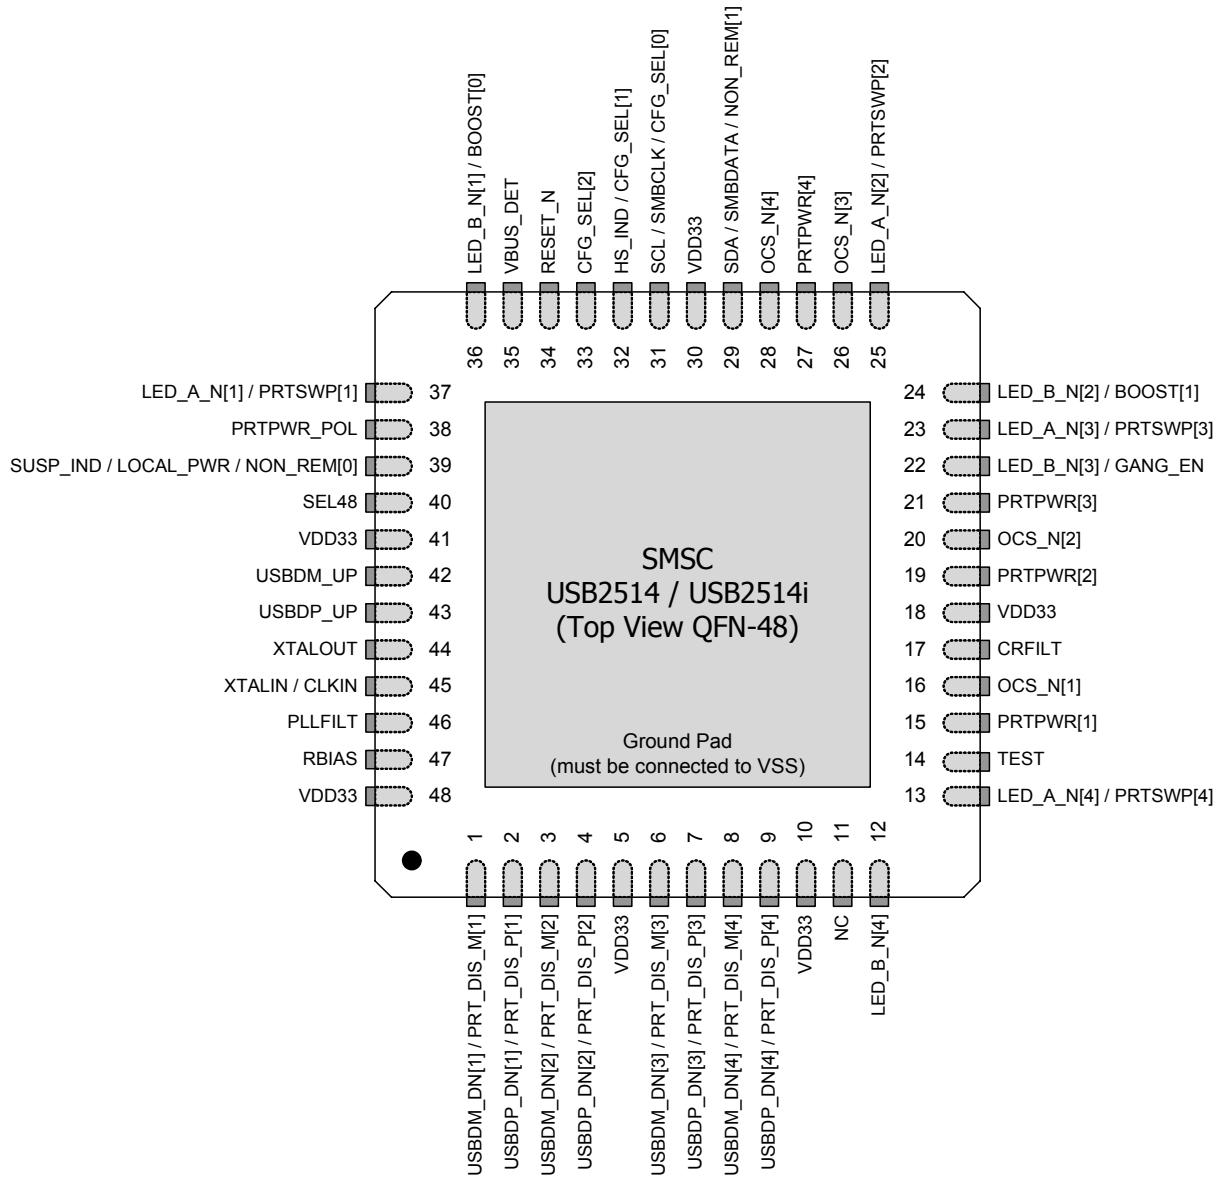 LED_B_N[1] / BOOST[0]
VBUS_DET
RESET_N
CFG_SEL[2]
HS_IND / CFG_SEL[1]
SCL / SMBCLK / CFG_SEL[0]
VDD33
SDA / SMBDATA / NON_REM[1]
OCS_N[4]
PRTPWR[4]
OCS_N[3]
LED_A_N[2] / PRTSWP[2]
36
35
34
33
32
31
30
29
28
27
26
25
LED_A_N[1] / PRTSWP[1] 37
PRTPWR_POL 38
SUSP_IND / LOCAL_PWR / NON_REM[0] 39
SEL48 40
VDD33 41
USBDM_UP 42
USBDP_UP 43
XTALOUT 44
XTALIN / CLKIN 45
PLLFILT 46
RBIAS 47
VDD33 48
SMSC
USB2514 / USB2514i
(Top View QFN-48)
Ground Pad
(must be connected to VSS)
24 LED_B_N[2] / BOOST[1]
23 LED_A_N[3] / PRTSWP[3]
22 LED_B_N[3] / GANG_EN
21 PRTPWR[3]
20 OCS_N[2]
19 PRTPWR[2]
18 VDD33
17 CRFILT
16 OCS_N[1]
15 PRTPWR[1]
14 TEST
13 LED_A_N[4] / PRTSWP[4]
1
2
3
4
5
6
7
8
9
10
11
12
USBDM_DN[1] / PRT_DIS_M[1]
USBDP_DN[1] / PRT_DIS_P[1]
USBDM_DN[2] / PRT_DIS_M[2]
USBDP_DN[2] / PRT_DIS_P[2]
VDD33
USBDM_DN[3] / PRT_DIS_M[3]
USBDP_DN[3] / PRT_DIS_P[3]
USBDM_DN[4] / PRT_DIS_M[4]
USBDP_DN[4] / PRT_DIS_P[4]
VDD33
NC
LED_B_N[4]